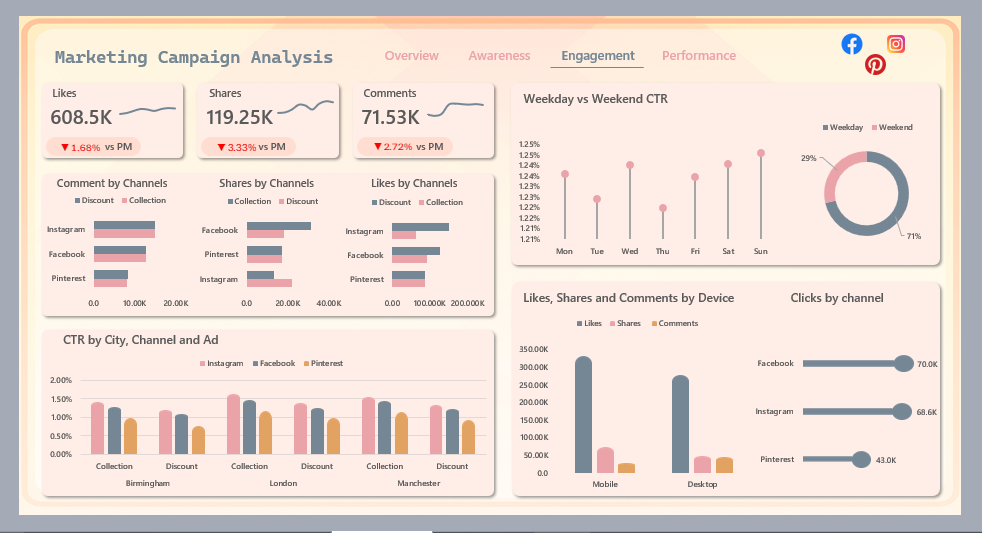 Marketing Campaign Analysis
Overview Awareness Engagement Performance
Likes
608.5K
▼1.68% vs PM
Shares
119.25K
▼3.33% vs PM
Comments
71.53K
▼2.72% vs PM
Weekday vs Weekend CTR
Weekday Weekend
1.25%
1.25%
1.24%
1.24%
1.23%
1.23%
1.22%
1.22%
1.21%
1.21%
Mon Tue Wed Thu Fri Sat Sun
29%
71%
Comment by Channels
Discount Collection
Instagram
Facebook
Pinterest
0.0 10.00K 20.00K
Shares by Channels
Collection Discount
Facebook
Pinterest
Instagram
0.0 20.00K 40.00K
Likes by Channels
Discount Collection
Instagram
Facebook
Pinterest
0.00 100.000K 200.000K
CTR by City, Channel and Ad
Instagram Facebook Pinterest
2.00%
1.50%
1.00%
0.50%
0.00%
Collection Discount Collection Discount Collection Discount
Birmingham London Manchester
Likes, Shares and Comments by Device
Likes Shares Comments
350.00K
300.00K
250.00K
200.00K
150.00K
100.00K
50.00K
0.0
Mobile Desktop
Clicks by channel
Facebook 70.0K
Instagram 68.6K
Pinterest 43.0K